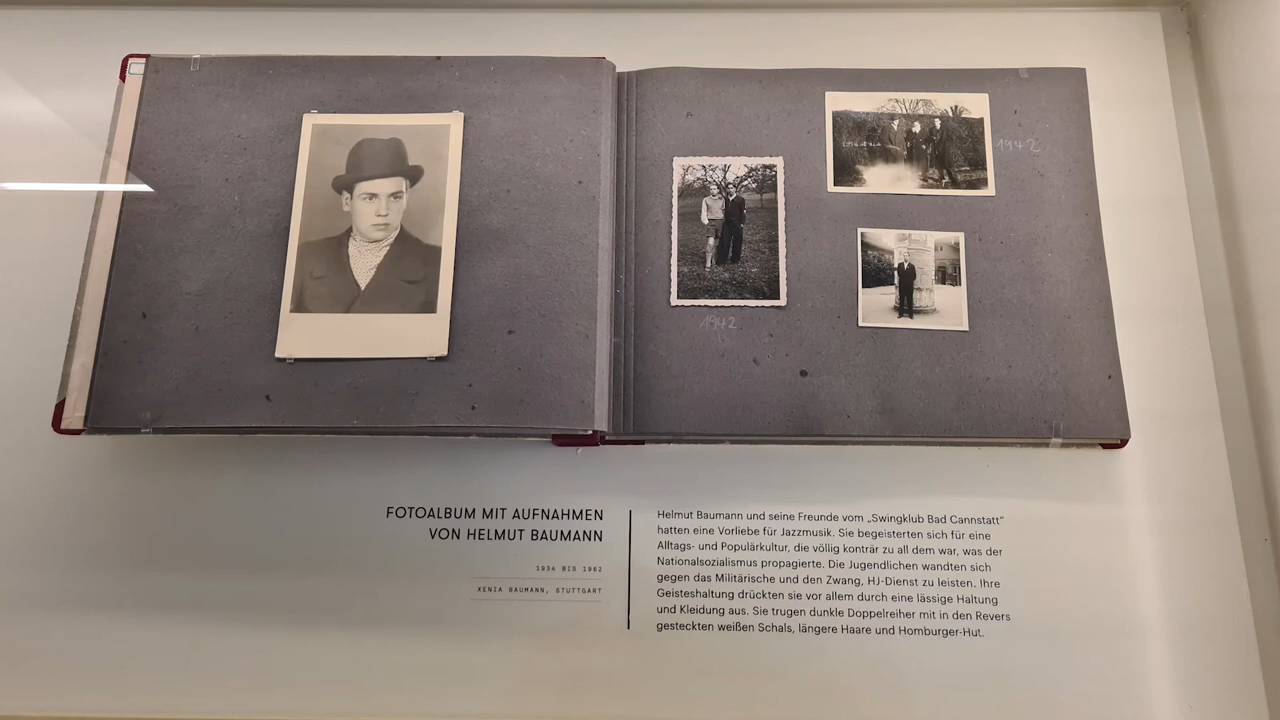 1942
1942
FOTOALBUM MIT AUFNAHMEN
VON HELMUT BAUMANN
1934 BIS 1962
XENIA BAUMANN, STUTTGART
Helmut Baumann und seine Freunde vom „Swingklub Bad Cannstatt“
hatten eine Vorliebe für Jazzmusik. Sie begeisterten sich für eine
Alltags- und Populärkultur, die völlig konträr zu all dem war, was der
Nationalsozialismus propagierte. Die Jugendlichen wandten sich
gegen das Militärische und den Zwang, HJ-Dienst zu leisten. Ihre
Geisteshaltung drückten sie vor allem durch eine lässige Haltung
und Kleidung aus. Sie trugen dunkle Doppelreiher mit in den Revers
gesteckten weißen Schals, längere Haare und Homburger-Hut.